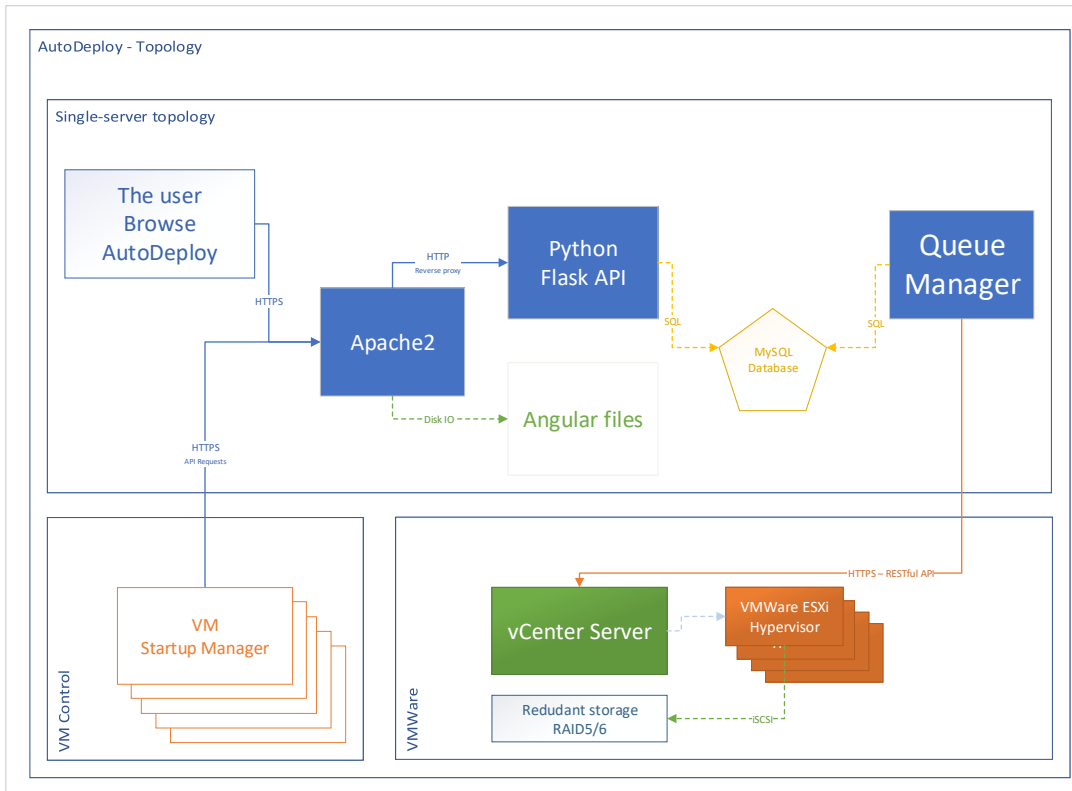 AutoDeploy - Topology
Single-server topology
The user
Browse
AutoDeploy
HTTPS
HTTP
Reverse proxy
Python
Flask API
Queue
Manager
Apache2
SQL
SQL
MySQL
Database
Disk IO
Angular files
HTTPS
API Requests
VM Control
VM
Startup Manager
VMWare
HTTPS – RESTful API
vCenter Server
VMWare ESXi
Hypervisor
Redudant storage
RAID5/6
iSCSI